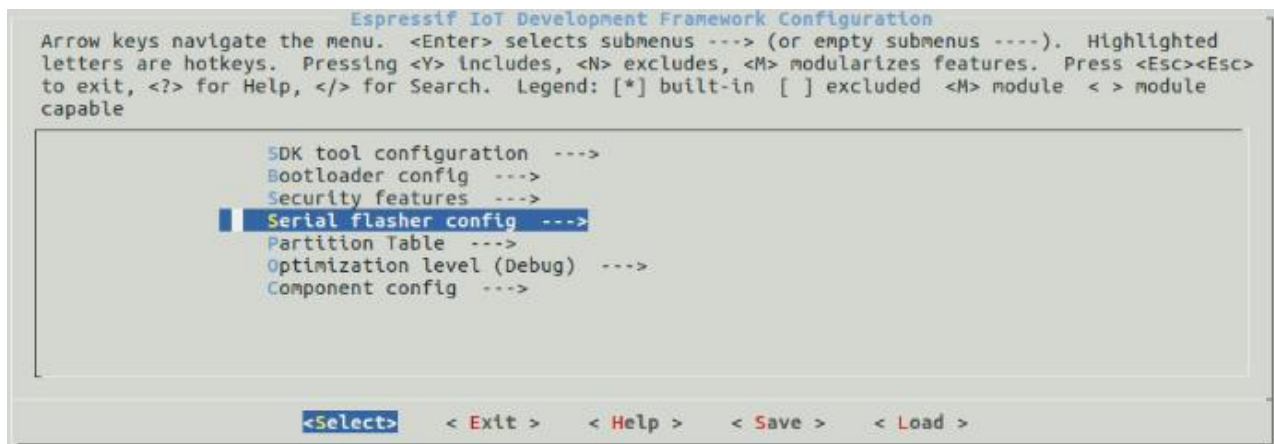 Espressif IoT Development Framework Configuration
Arrow keys navigate the menu. <Enter> selects submenus ---> (or empty submenus ----). Highlighted
letters are hotkeys. Pressing <Y> includes, <N> excludes, <M> modularizes features. Press <Esc><Esc>
to exit, <?> for Help, </> for Search. Legend: [*] built-in [ ] excluded <M> module < > module
capable
SDK tool configuration --->
Bootloader config --->
Security features --->
Serial flasher config --->
Partition Table --->
Optimization level (Debug) --->
Component config --->
<Select> < Exit > < Help > < Save > < Load >